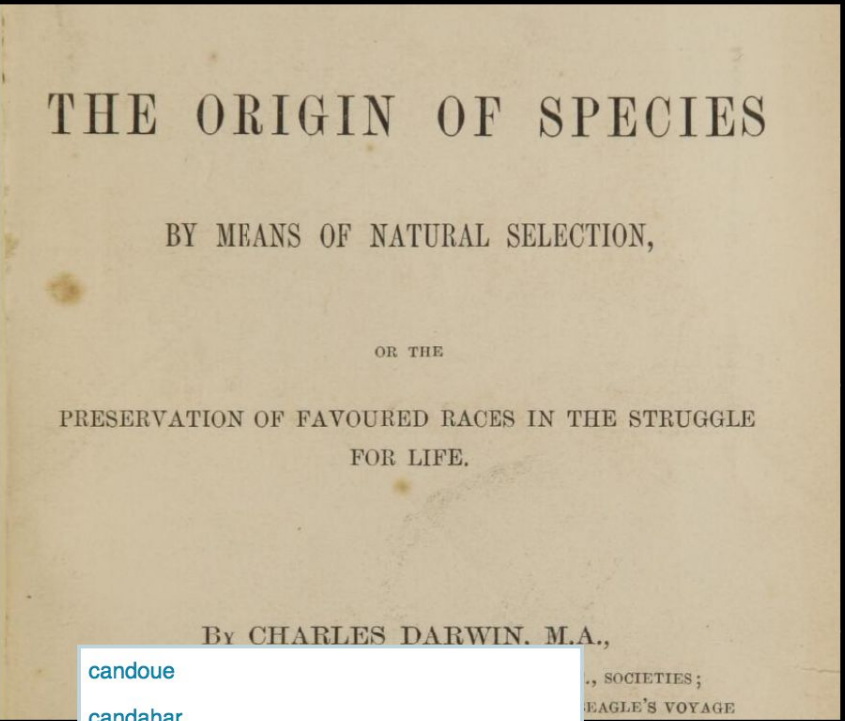 THE ORIGIN OF SPECIES
BY MEANS OF NATURAL SELECTION,
OR THE
PRESERVATION OF FAVOURED RACES IN THE STRUGGLE
FOR LIFE.
BY CHARLES DARWIN, M.A.,
candoue
., SOCIETIES;
candahar
EAGLE'S VOYAGE